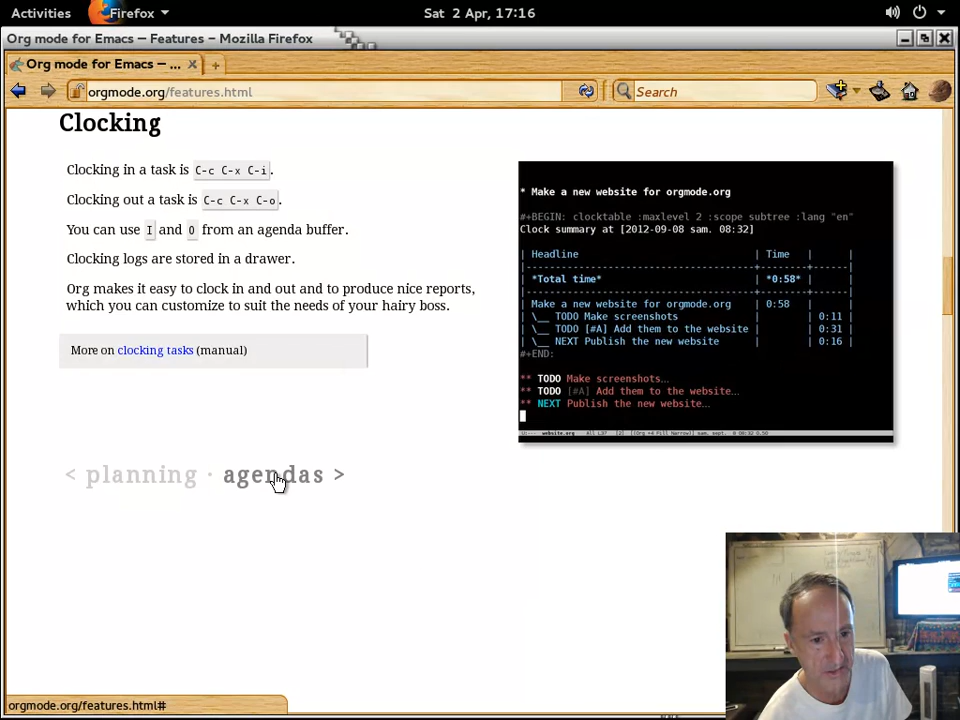 Activities Firefox Sat 2 Apr, 17:16
Org mode for Emacs — Features - Mozilla Firefox
Org mode for Emacs — ...
orgmode.org/features.html Search
Clocking
Clocking in a task is C-c C-x C-i.
Clocking out a task is C-c C-x C-o.
You can use I and O from an agenda buffer.
Clocking logs are stored in a drawer.
Org makes it easy to clock in and out and to produce nice reports,
which you can customize to suit the needs of your hairy boss.
More on clocking tasks (manual)
* Make a new website for orgmode.org
#+BEGIN: clocktable :maxlevel 2 :scope subtree :lang "en"
Clock summary at [2012-09-08 sam. 08:32]
| Headline | Time | |
| *Total time* | *0:58* | |
| Make a new website for orgmode.org | 0:58 | |
| \__ TODO Make screenshots | | 0:11 |
| \__ TODO [#A] Add them to the website | | 0:31 |
| \__ NEXT Publish the new website | | 0:16 |
#+END:
** TODO Make screenshots...
** TODO [#A] Add them to the website...
** NEXT Publish the new website...
< planning · agendas >
orgmode.org/features.html#